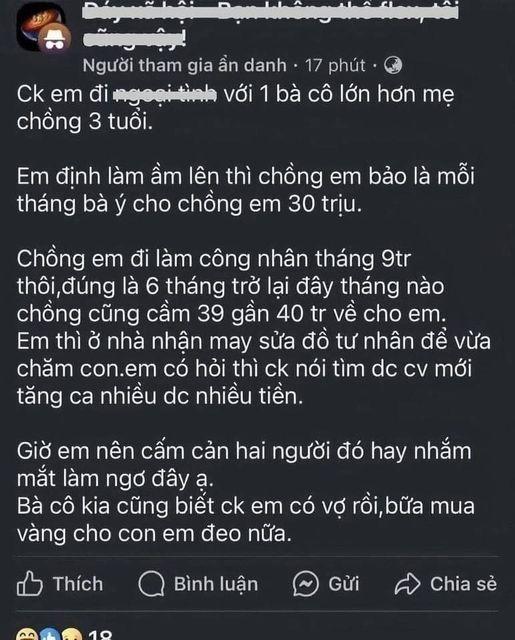 Người tham gia ẩn danh · 17 phút ·
Ck em đi ngoại tình với 1 bà cô lớn hơn mẹ
chồng 3 tuổi.
Em định làm ầm lên thì chồng em bảo là mỗi
tháng bà ý cho chồng em 30 trịu.
Chồng em đi làm công nhân tháng 9tr
thôi,đúng là 6 tháng trở lại đây tháng nào
chồng cũng cầm 39 gần 40 tr về cho em.
Em thì ở nhà nhận may sửa đồ tư nhân để vừa
chăm con.em có hỏi thì ck nói tìm dc cv mới
tăng ca nhiều dc nhiều tiền.
Giờ em nên cấm cản hai người đó hay nhắm
mắt làm ngơ đây ạ.
Bà cô kia cũng biết ck em có vợ rồi,bữa mua
vàng cho con em đeo nữa.
Thích Bình luận Gửi Chia sẻ
18